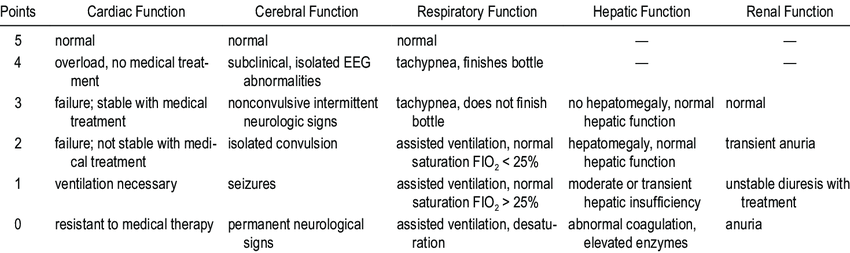 Points Cardiac Function Cerebral Function Respiratory Function Hepatic Function Renal Function
5 normal normal normal — —
4 overload, no medical treat- subclinical, isolated EEG tachypnea, finishes bottle — —
ment abnormalities
3 failure; stable with medical nonconvulsive intermittent tachypnea, does not finish no hepatomegaly, normal normal
treatment neurologic signs bottle hepatic function
2 failure; not stable with medi- isolated convulsion assisted ventilation, normal hepatomegaly, normal transient anuria
cal treatment saturation FIO2 < 25% hepatic function
1 ventilation necessary seizures assisted ventilation, normal moderate or transient unstable diuresis with
saturation FIO2 > 25% hepatic insufficiency treatment
0 resistant to medical therapy permanent neurological assisted ventilation, desatu- abnormal coagulation, anuria
signs ration elevated enzymes